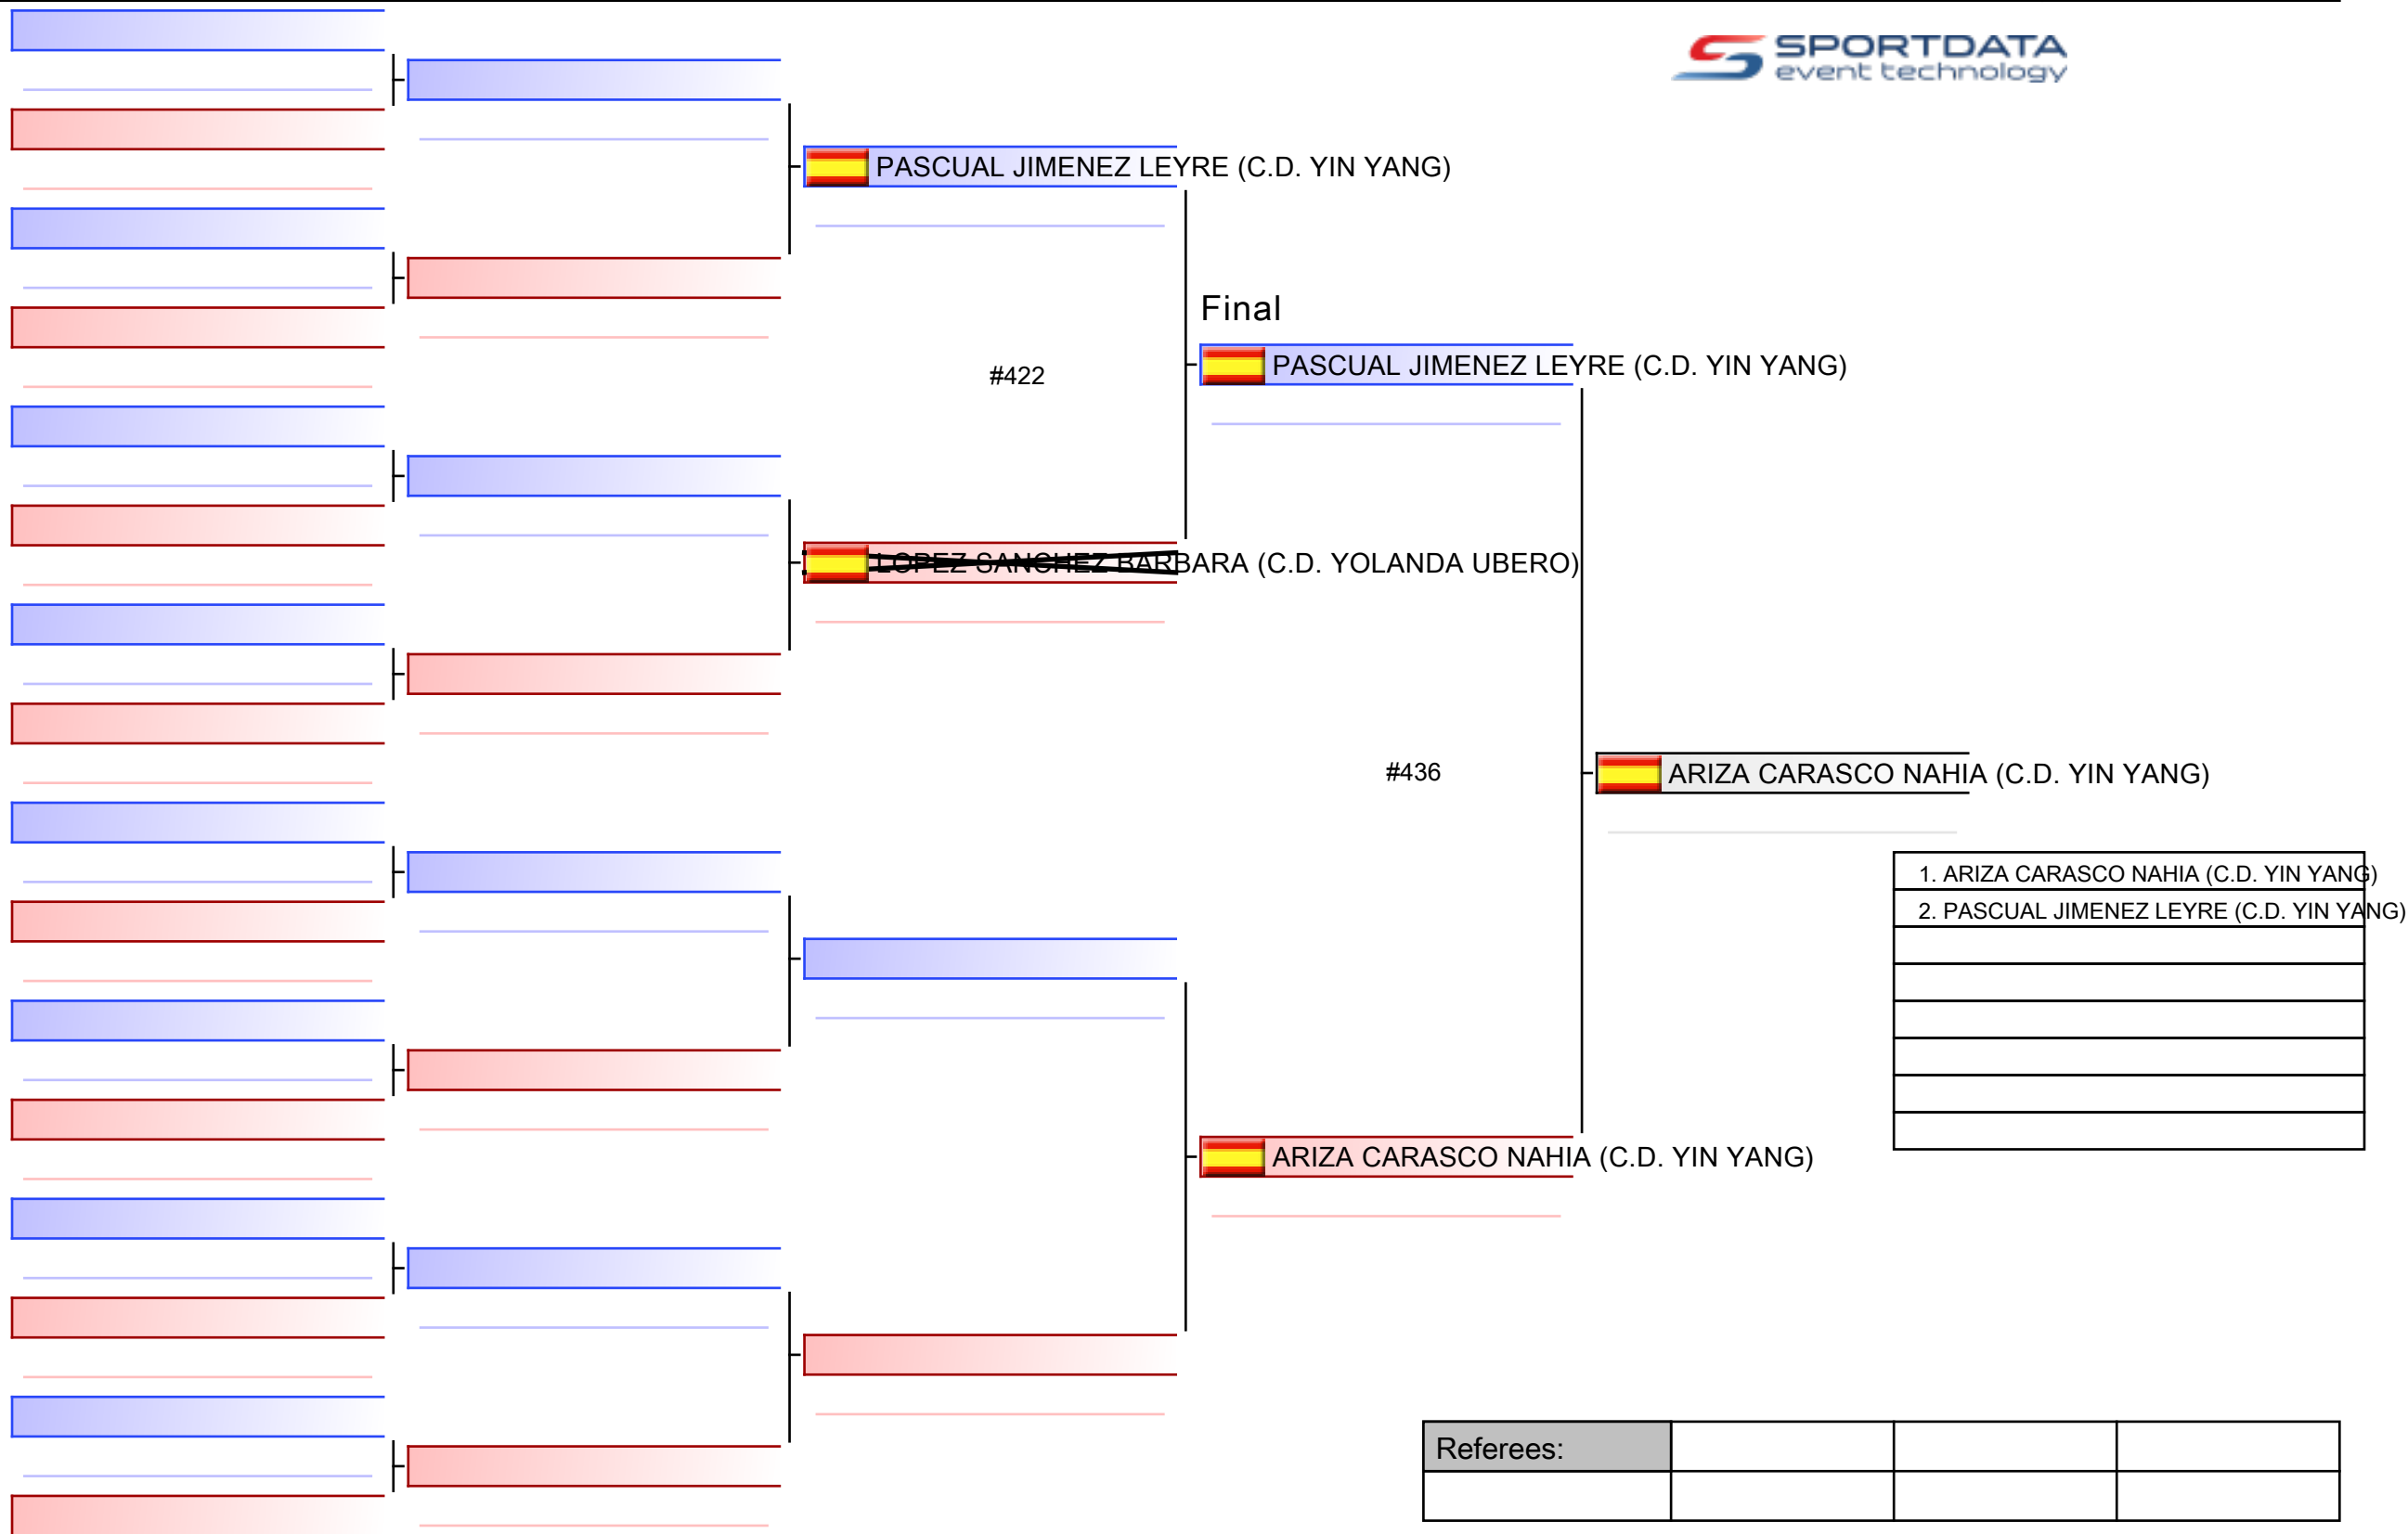 SPORTDATA
event technology
PASCUAL JIMENEZ LEYRE (C.D. YIN YANG)
Final
PASCUAL JIMENEZ LEYRE (C.D. YIN YANG)
#422
LOPEZ SANCHEZ BARBARA (C.D. YOLANDA UBERO)
#436
ARIZA CARASCO NAHIA (C.D. YIN YANG)
1. ARIZA CARASCO NAHIA (C.D. YIN YANG)
2. PASCUAL JIMENEZ LEYRE (C.D. YIN YANG)
ARIZA CARASCO NAHIA (C.D. YIN YANG)
Referees: